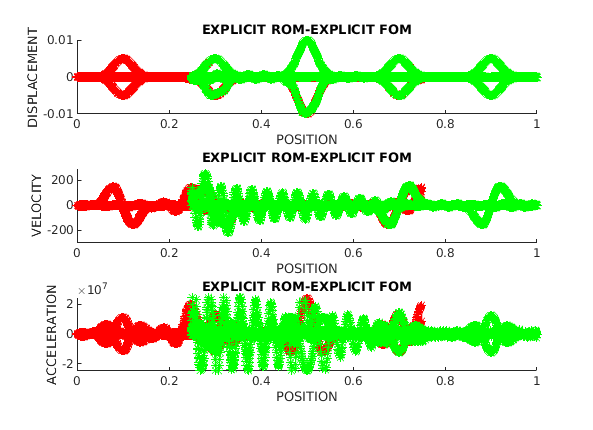 EXPLICIT ROM-EXPLICIT FOM
DISPLACEMENT
0.01
0
-0.01
0 0.2 0.4 0.6 0.8 1
POSITION
EXPLICIT ROM-EXPLICIT FOM
VELOCITY
200
0
-200
0 0.2 0.4 0.6 0.8 1
POSITION
EXPLICIT ROM-EXPLICIT FOM
×10⁷
ACCELERATION
2
0
-2
0 0.2 0.4 0.6 0.8 1
POSITION